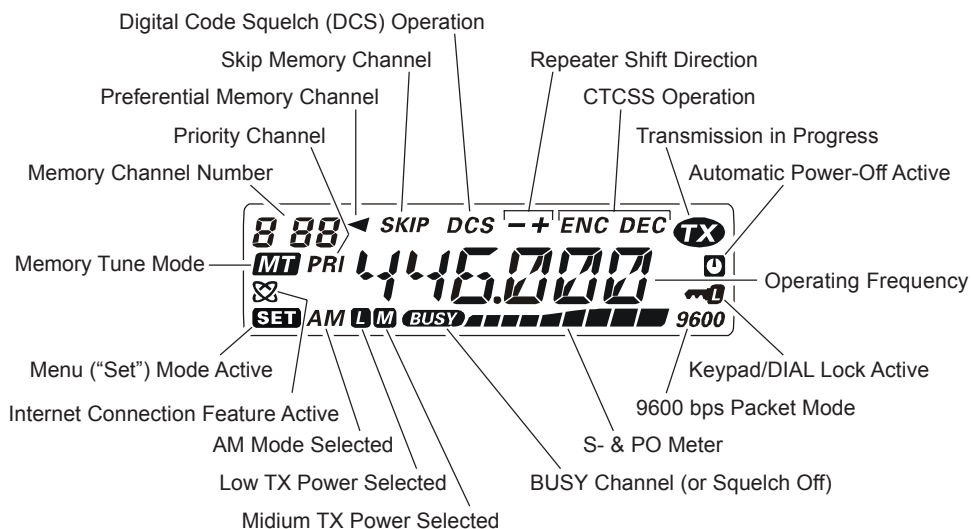 Digital Code Squelch (DCS) Operation
Skip Memory Channel
Repeater Shift Direction
Preferential Memory Channel
CTCSS Operation
Priority Channel
Transmission in Progress
Memory Channel Number
Automatic Power-Off Active
8 88 SKIP DCS - + ENC DEC TX
Memory Tune Mode
MT PRI 446.000
Operating Frequency
SET AM L M BUSY 9600
L
Menu (“Set”) Mode Active
Keypad/DIAL Lock Active
Internet Connection Feature Active
9600 bps Packet Mode
AM Mode Selected
S- & PO Meter
Low TX Power Selected
BUSY Channel (or Squelch Off)
Midium TX Power Selected